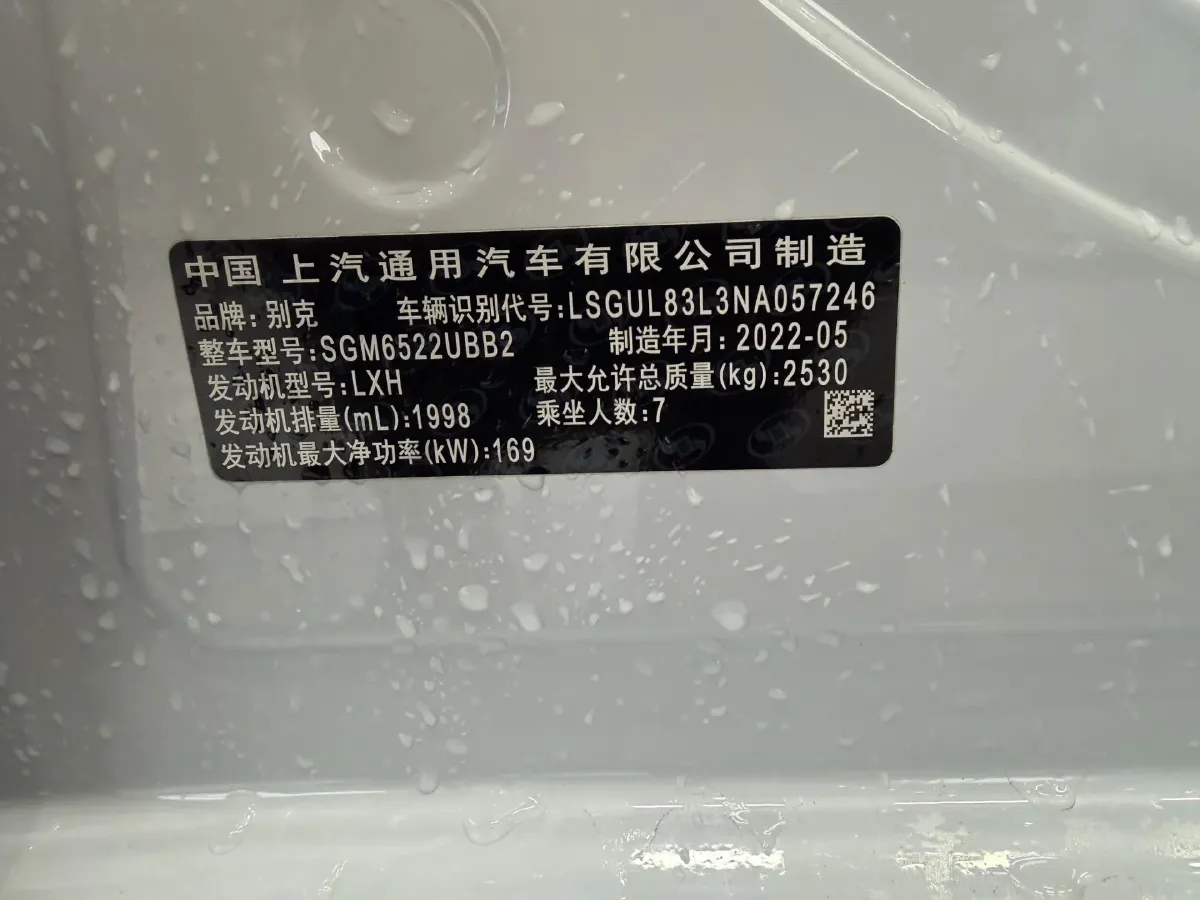 中国 上汽通用汽车有限公司制造
品牌: 别克 车辆识别代号:LSGUL83L3NA057246
整车型号:SGM6522UBB2 制造年月: 2022-05
发动机型号:LXH 最大允许总质量(kg):2530
发动机排量(mL):1998 乘坐人数:7
发动机最大净功率(kW):169